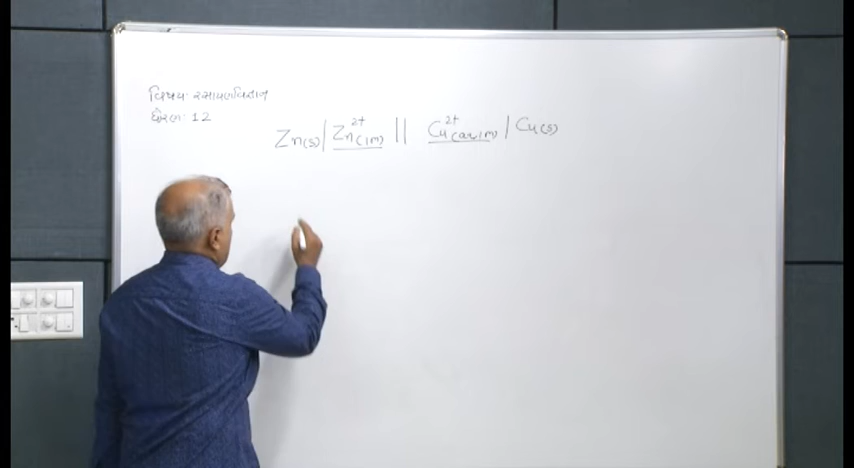 વિષય: રસાયણવિજ્ઞાન
ધોરણ: 12
Zn(s) | Zn²⁺(1M) || Cu²⁺(aq,1M) | Cu(s)